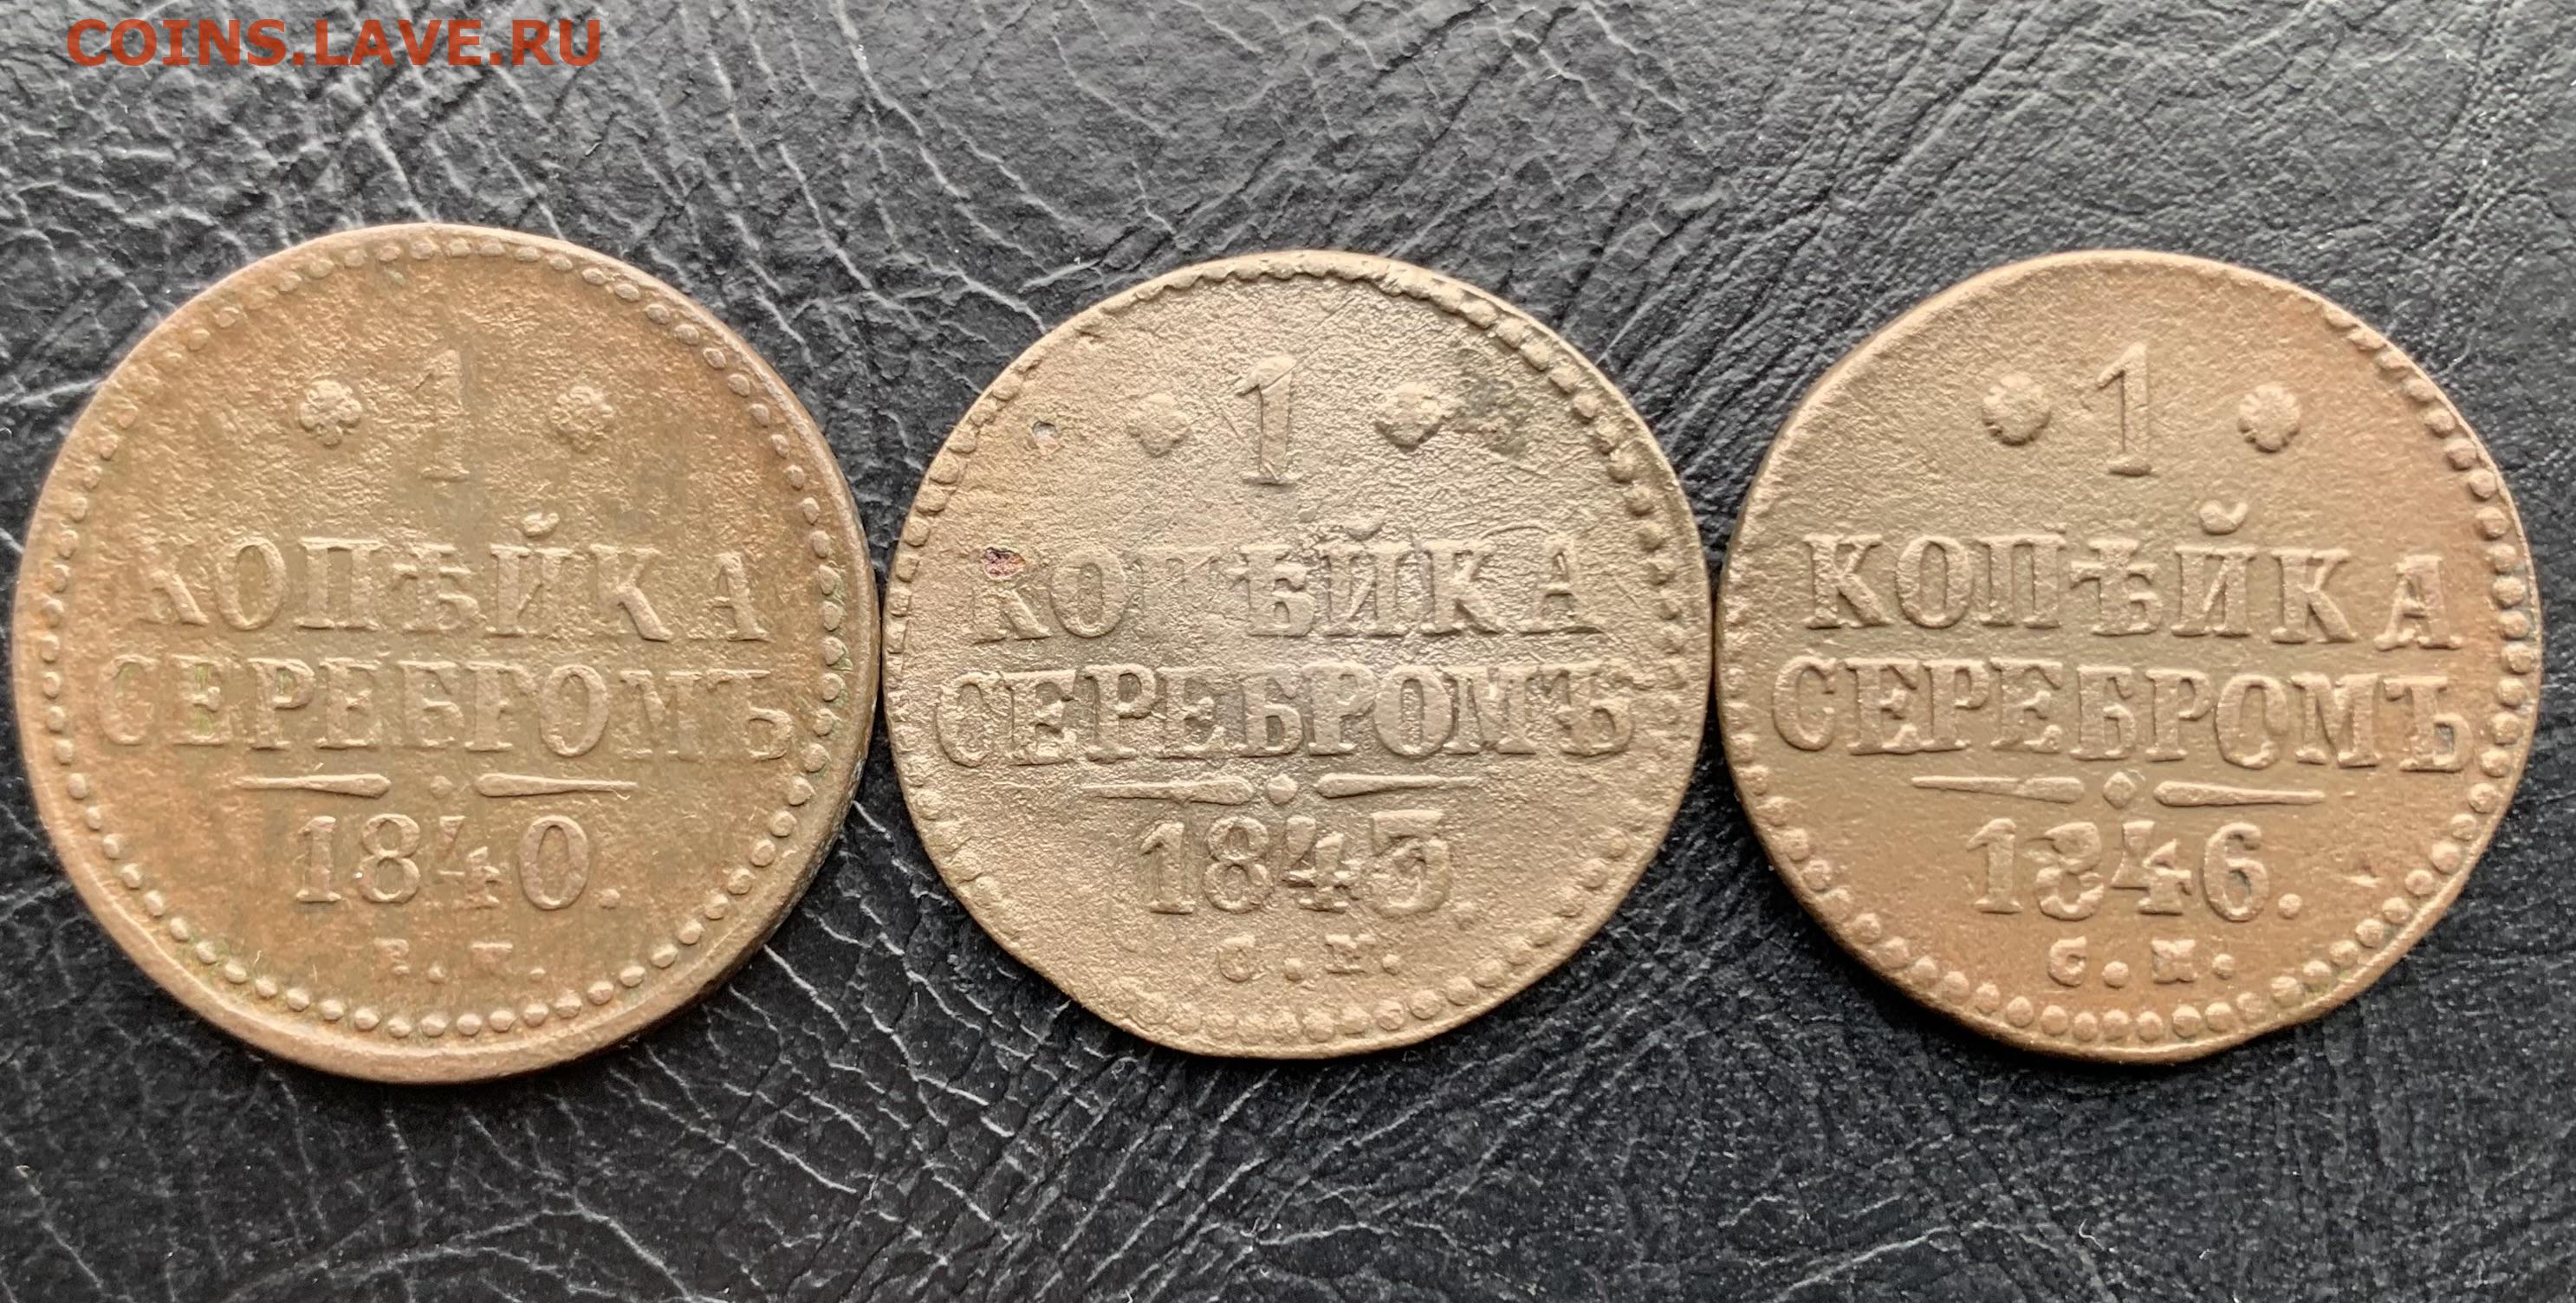 COINS.LAVE.RU
1
КОПѢЙКА
СЕРЕБРОМЪ
1840.
Е.М.
1
КОПѢЙКА
СЕРЕБРОМЪ
1843.
С.М.
1
КОПѢЙКА
СЕРЕБРОМЪ
1846.
С.М.